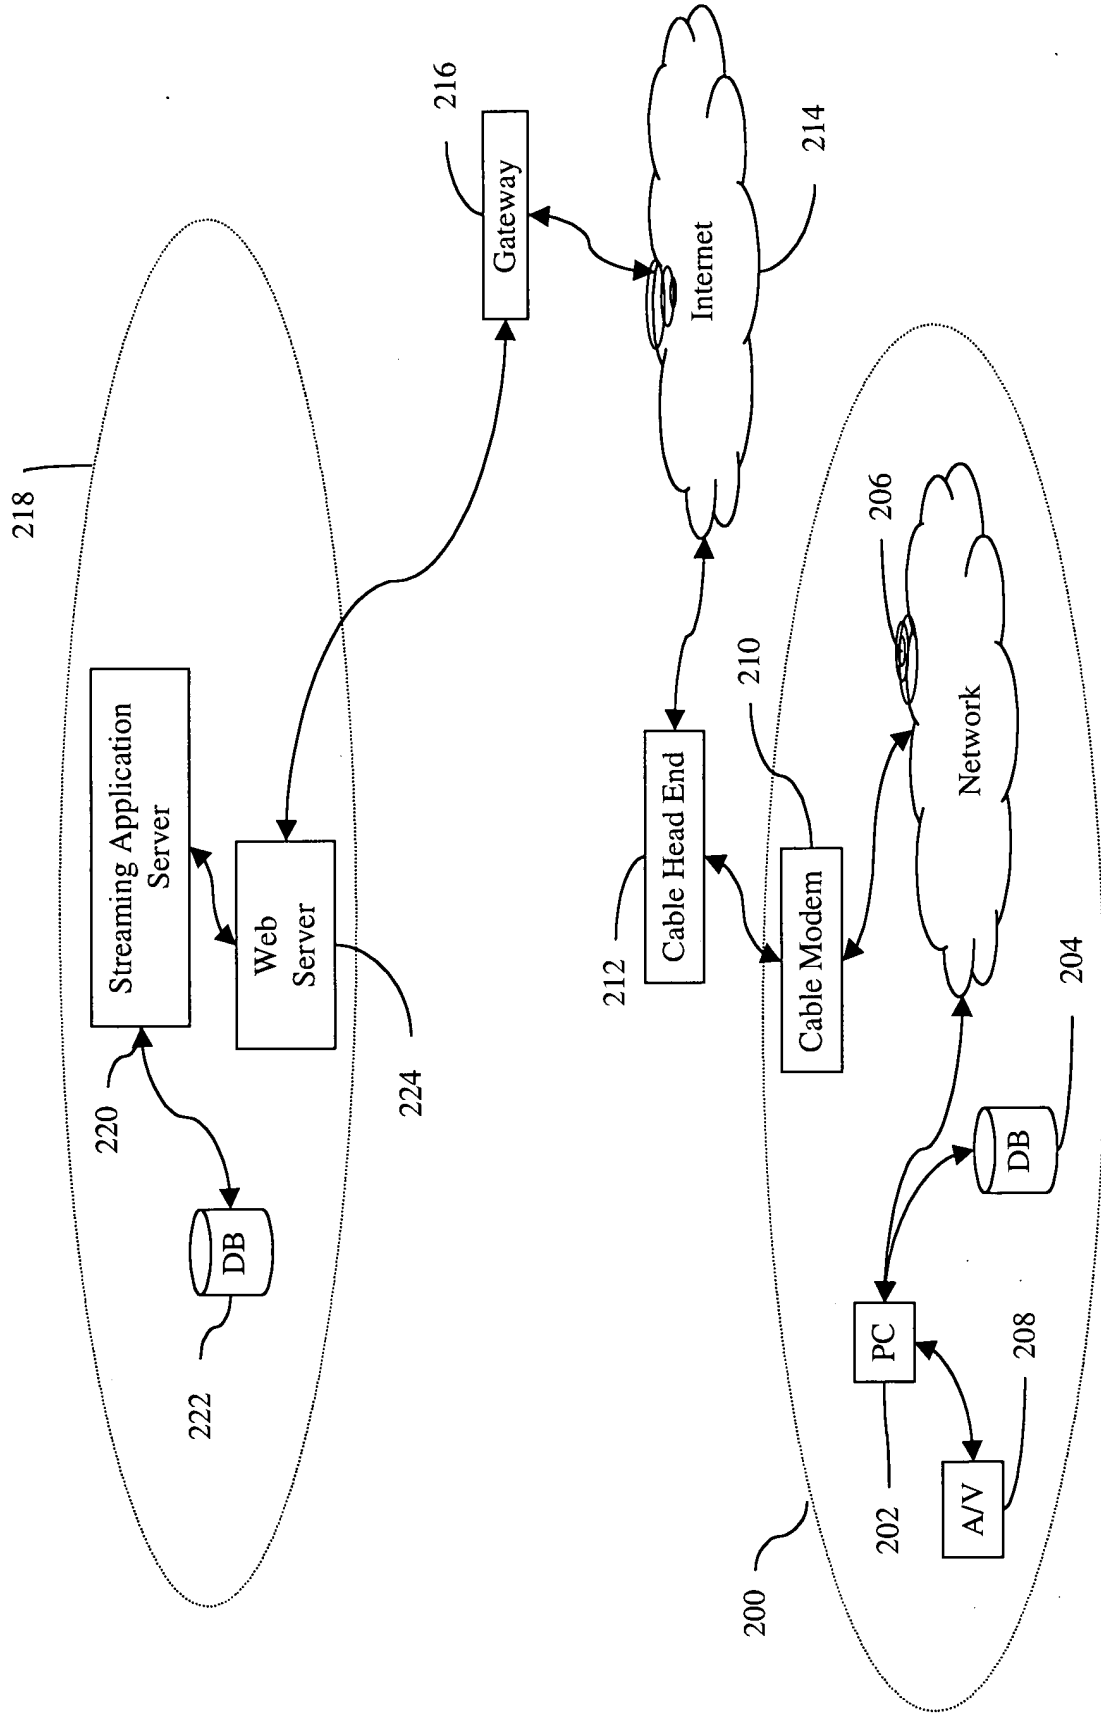 218
Streaming Application
Server
220
Web
Server
224
DB
222
216
Gateway
Internet
214
212
Cable Head End
210
Cable Modem
206
Network
204
DB
PC
202
A/V
208
200